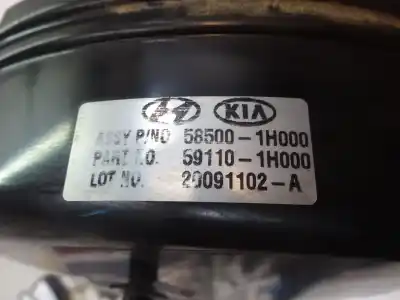 KIA
ASSY P/NO 58500-1H000
PART NO. 59110-1H000
LOT NO. 20091102-A